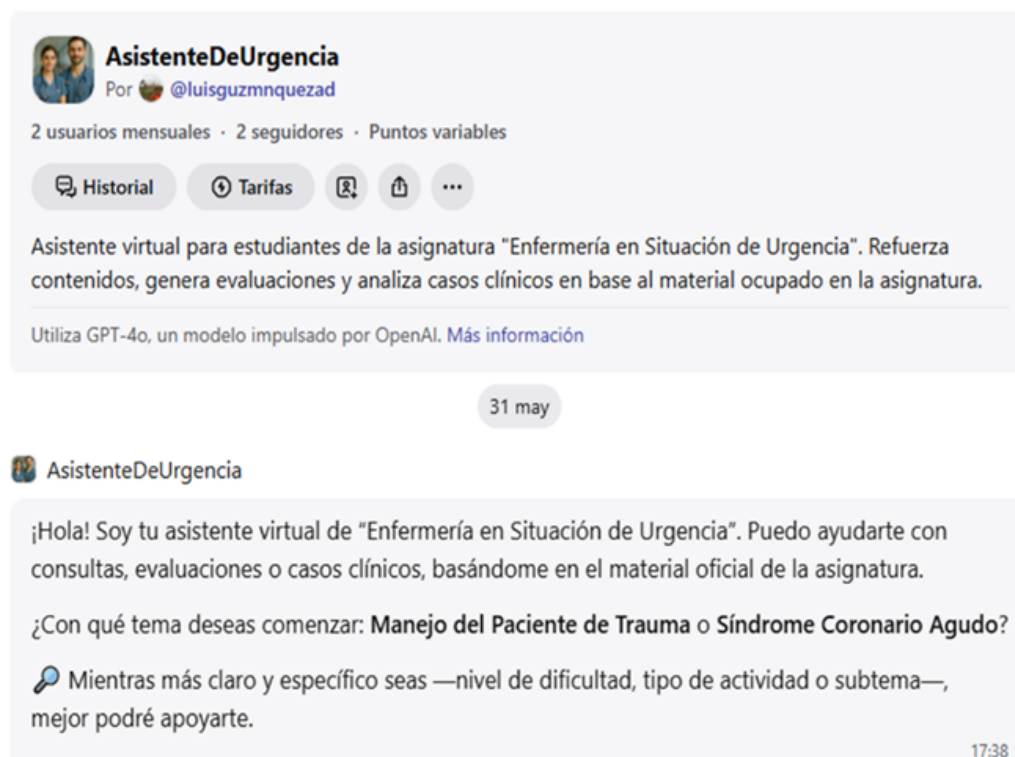 AsistenteDeUrgencia
Por @luisguzmnquezad
2 usuarios mensuales · 2 seguidores · Puntos variables
Historial Tarifas
Asistente virtual para estudiantes de la asignatura "Enfermería en Situación de Urgencia". Refuerza
contenidos, genera evaluaciones y analiza casos clínicos en base al material ocupado en la asignatura.
Utiliza GPT-4o, un modelo impulsado por OpenAI. Más información
31 may
AsistenteDeUrgencia
¡Hola! Soy tu asistente virtual de “Enfermería en Situación de Urgencia”. Puedo ayudarte con
consultas, evaluaciones o casos clínicos, basándome en el material oficial de la asignatura.
¿Con qué tema deseas comenzar: Manejo del Paciente de Trauma o Síndrome Coronario Agudo?
🔎 Mientras más claro y específico seas —nivel de dificultad, tipo de actividad o subtema—,
mejor podré apoyarte.
17:38